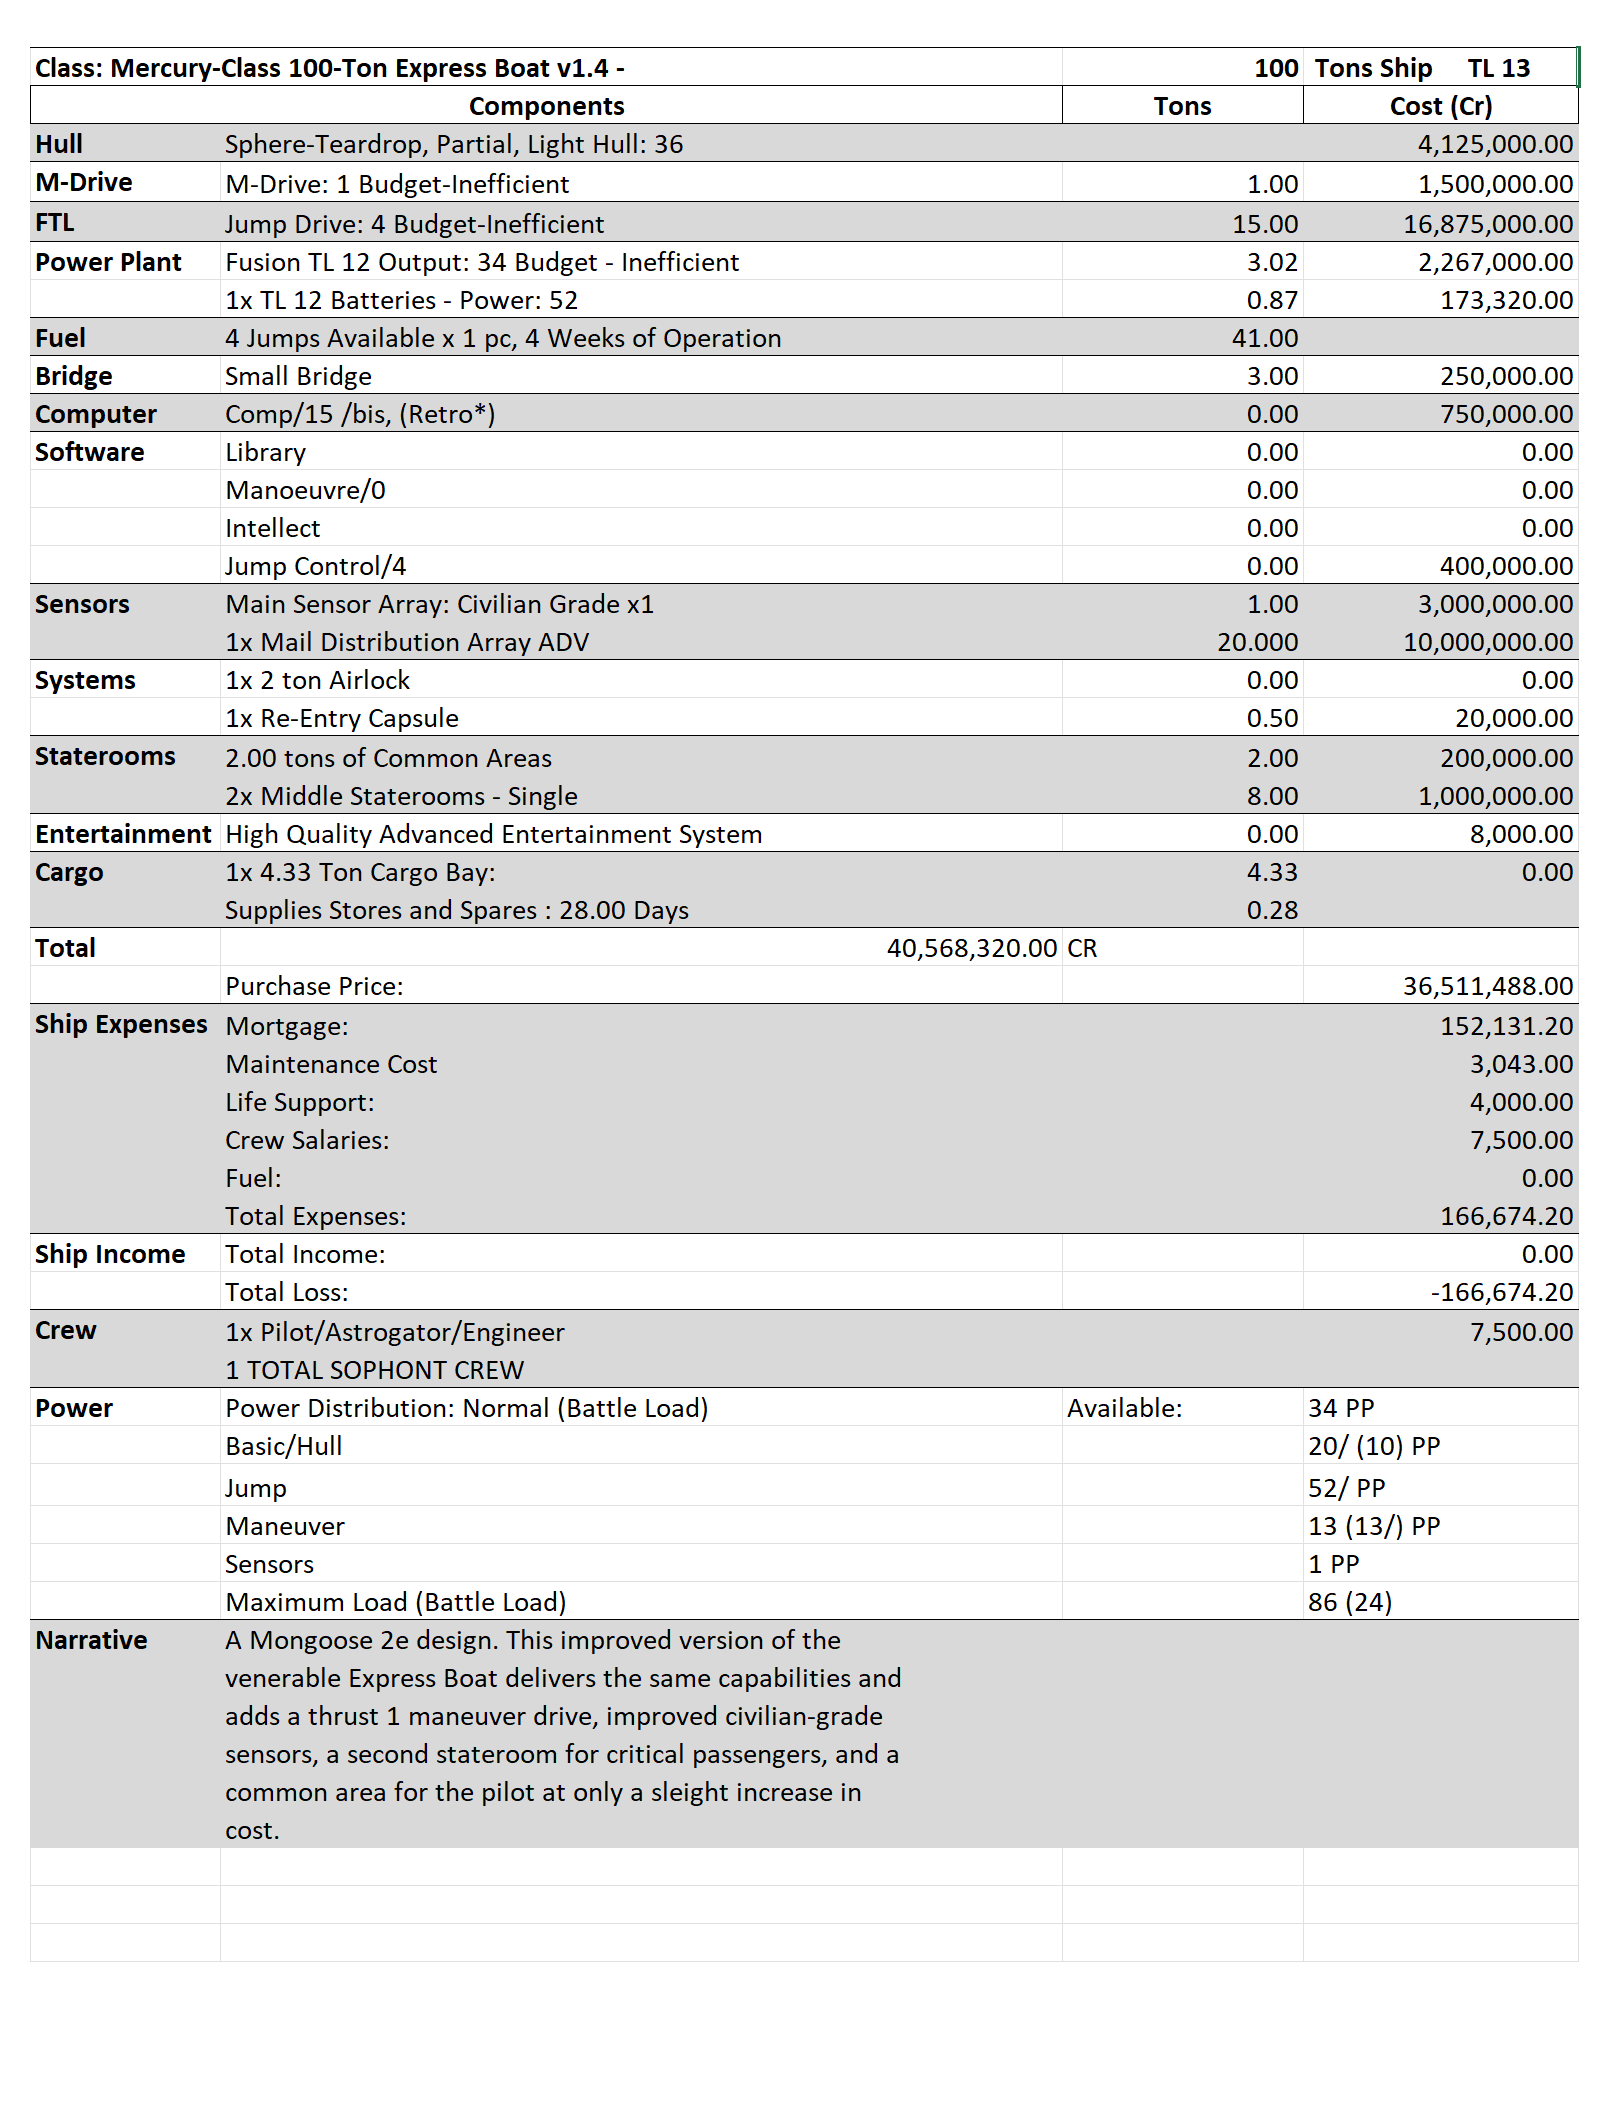 Class: Mercury-Class 100-Ton Express Boat v1.4 - 100 Tons Ship TL 13
Components Tons Cost (Cr)
Hull Sphere-Teardrop, Partial, Light Hull: 36 4,125,000.00
M-Drive M-Drive: 1 Budget-Inefficient 1.00 1,500,000.00
FTL Jump Drive: 4 Budget-Inefficient 15.00 16,875,000.00
Power Plant Fusion TL 12 Output: 34 Budget - Inefficient 3.02 2,267,000.00
1x TL 12 Batteries - Power: 52 0.87 173,320.00
Fuel 4 Jumps Available x 1 pc, 4 Weeks of Operation 41.00
Bridge Small Bridge 3.00 250,000.00
Computer Comp/15 /bis, (Retro*) 0.00 750,000.00
Software Library 0.00 0.00
Manoeuvre/0 0.00 0.00
Intellect 0.00 0.00
Jump Control/4 0.00 400,000.00
Sensors Main Sensor Array: Civilian Grade x1 1.00 3,000,000.00
1x Mail Distribution Array ADV 20.000 10,000,000.00
Systems 1x 2 ton Airlock 0.00 0.00
1x Re-Entry Capsule 0.50 20,000.00
Staterooms 2.00 tons of Common Areas 2.00 200,000.00
2x Middle Staterooms - Single 8.00 1,000,000.00
Entertainment High Quality Advanced Entertainment System 0.00 8,000.00
Cargo 1x 4.33 Ton Cargo Bay: 4.33 0.00
Supplies Stores and Spares : 28.00 Days 0.28
Total 40,568,320.00 CR
Purchase Price: 36,511,488.00
Ship Expenses Mortgage: 152,131.20
Maintenance Cost 3,043.00
Life Support: 4,000.00
Crew Salaries: 7,500.00
Fuel: 0.00
Total Expenses: 166,674.20
Ship Income Total Income: 0.00
Total Loss: -166,674.20
Crew 1x Pilot/Astrogator/Engineer 7,500.00
1 TOTAL SOPHONT CREW
Power Power Distribution: Normal (Battle Load) Available: 34 PP
Basic/Hull 20/ (10) PP
Jump 52/ PP
Maneuver 13 (13/) PP
Sensors 1 PP
Maximum Load (Battle Load) 86 (24)
Narrative A Mongoose 2e design. This improved version of the
venerable Express Boat delivers the same capabilities and
adds a thrust 1 maneuver drive, improved civilian-grade
sensors, a second stateroom for critical passengers, and a
common area for the pilot at only a sleight increase in
cost.